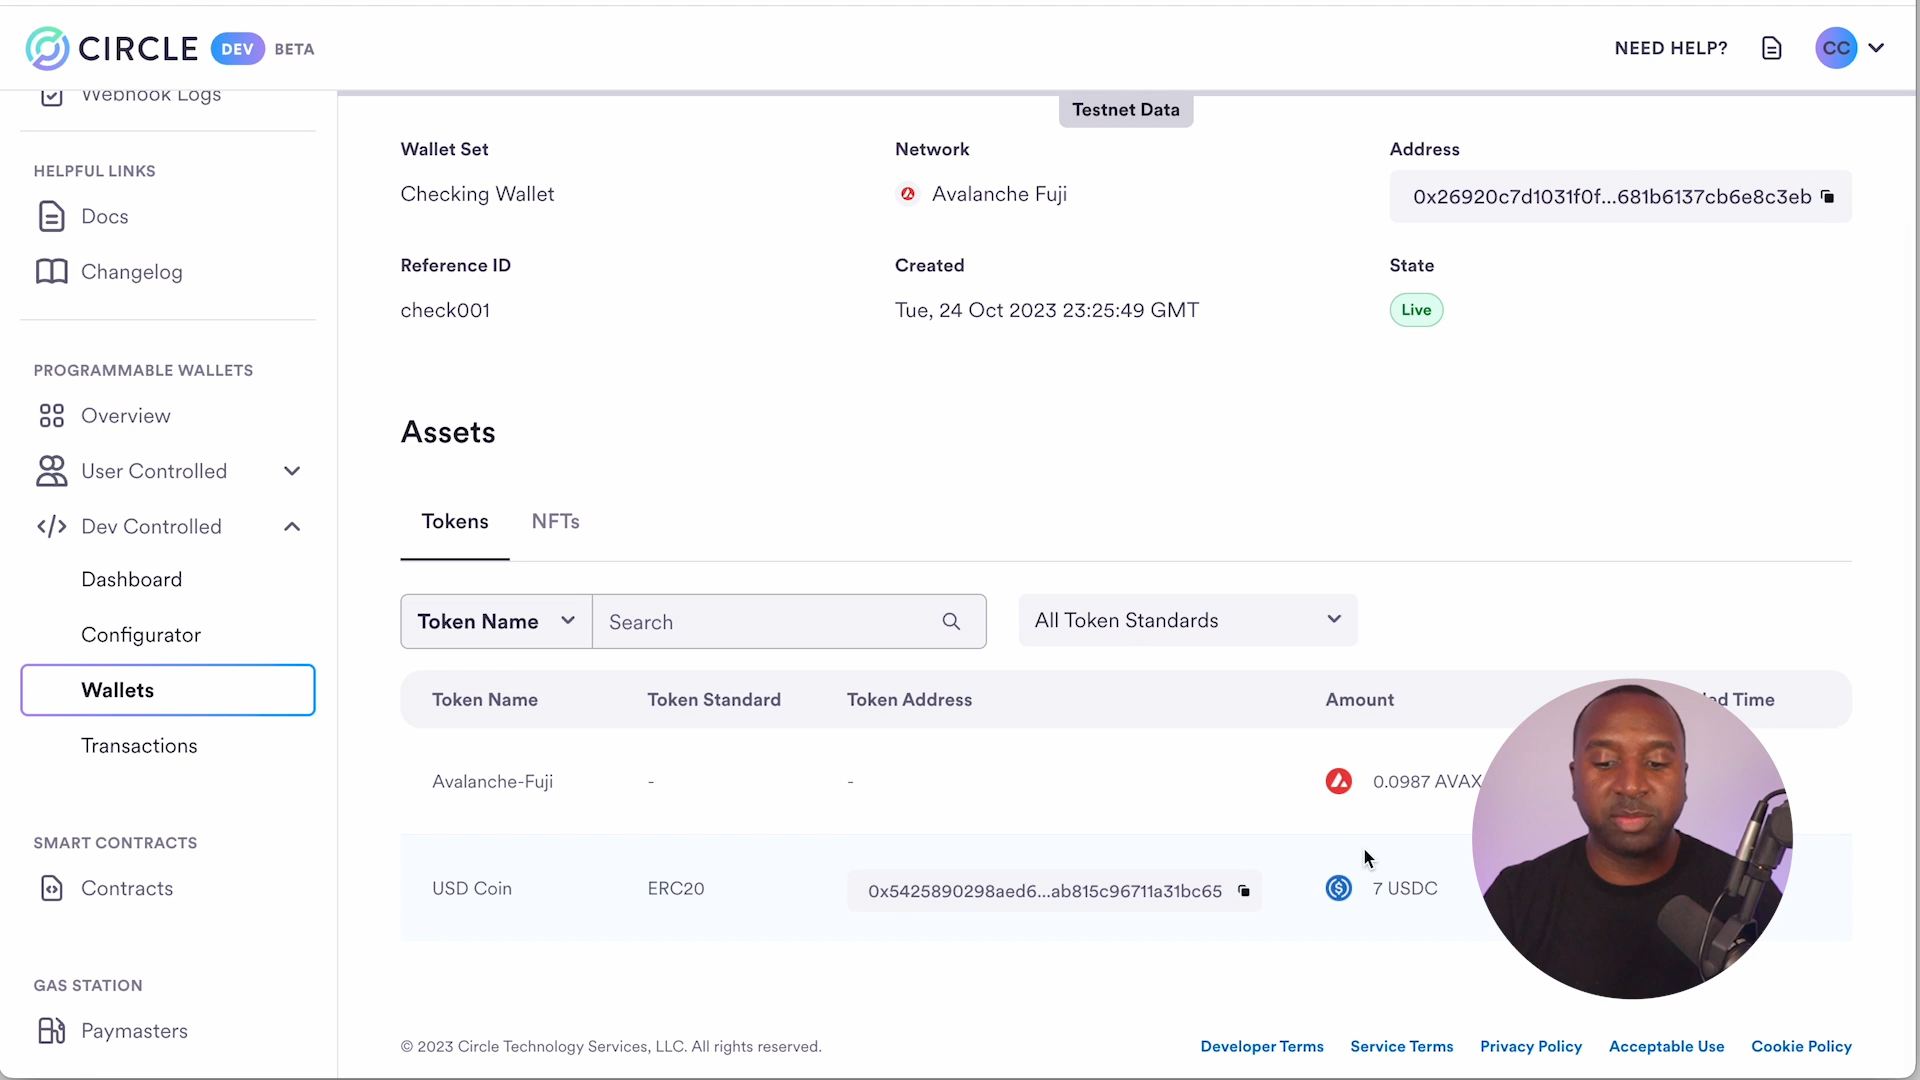 CIRCLE DEV BETA
NEED HELP?
CC
Webhook Logs
HELPFUL LINKS
Docs
Changelog
PROGRAMMABLE WALLETS
Overview
User Controlled
Dev Controlled
Dashboard
Configurator
Wallets
Transactions
SMART CONTRACTS
Contracts
GAS STATION
Paymasters
Testnet Data
Wallet Set
Checking Wallet
Network
Avalanche Fuji
Address
0x26920c7d1031f0f...681b6137cb6e8c3eb
Reference ID
check001
Created
Tue, 24 Oct 2023 23:25:49 GMT
State
Live
Assets
Tokens NFTs
Token Name Search All Token Standards
Token Name Token Standard Token Address Amount Time
Avalanche-Fuji - - 0.0987 AVAX
USD Coin ERC20 0x5425890298aed6...ab815c96711a31bc65 7 USDC
© 2023 Circle Technology Services, LLC. All rights reserved.
Developer Terms Service Terms Privacy Policy Acceptable Use Cookie Policy